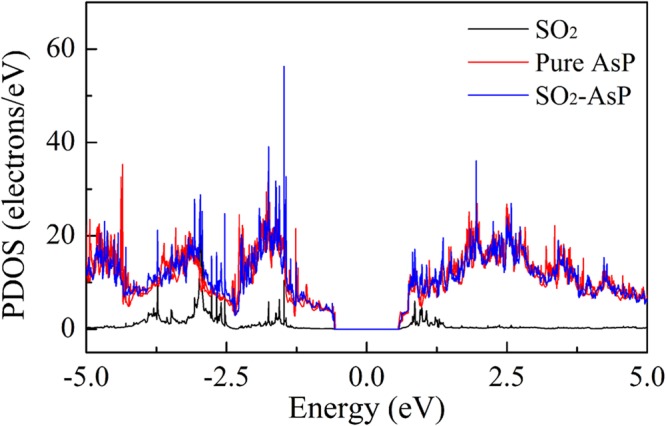 PDOS (electrons/eV)
60
40
20
0
SO₂
Pure AsP
SO₂-AsP
-5.0 -2.5 0.0 2.5 5.0
Energy (eV)